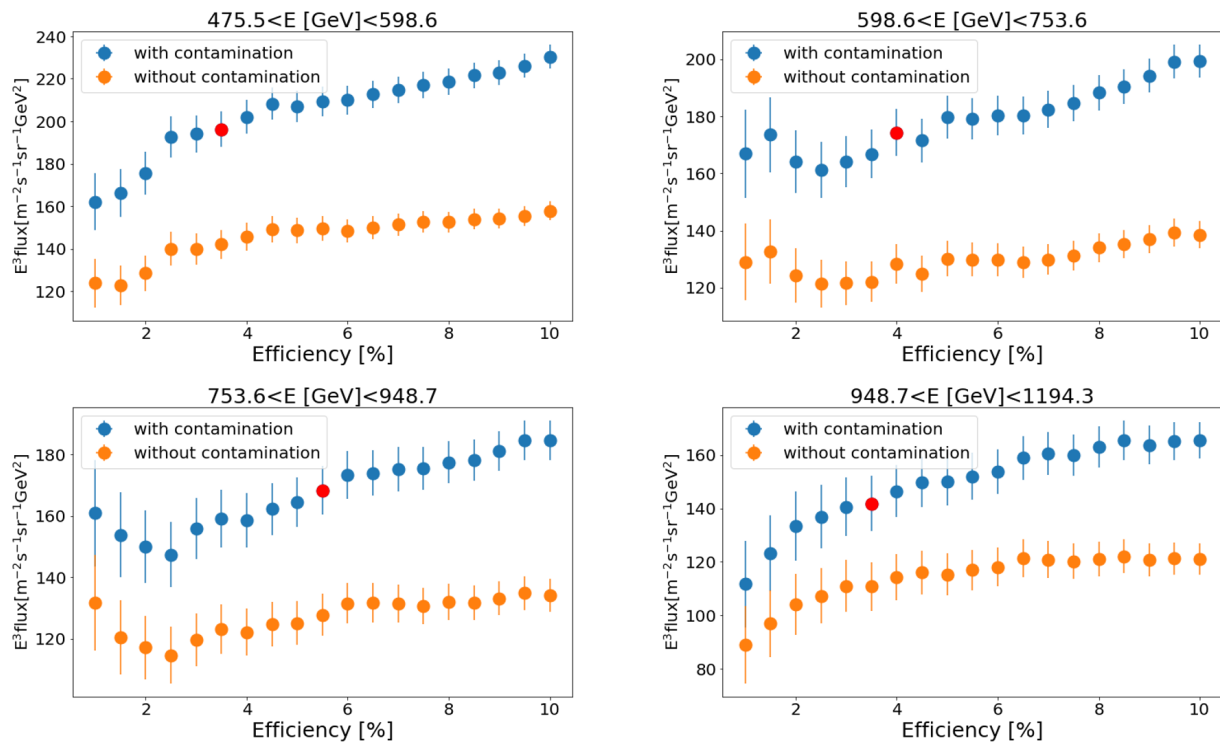 475.5<E [GeV]<598.6
240
220
200
180
160
140
120
2
4
6
8
10
with contamination
without contamination
E³flux[m⁻²s⁻¹sr⁻¹GeV²]
Efficiency [%]
598.6<E [GeV]<753.6
200
180
160
140
120
2
4
6
8
10
with contamination
without contamination
E³flux[m⁻²s⁻¹sr⁻¹GeV²]
Efficiency [%]
753.6<E [GeV]<948.7
180
160
140
120
2
4
6
8
10
with contamination
without contamination
E³flux[m⁻²s⁻¹sr⁻¹GeV²]
Efficiency [%]
948.7<E [GeV]<1194.3
160
140
120
100
80
2
4
6
8
10
with contamination
without contamination
E³flux[m⁻²s⁻¹sr⁻¹GeV²]
Efficiency [%]